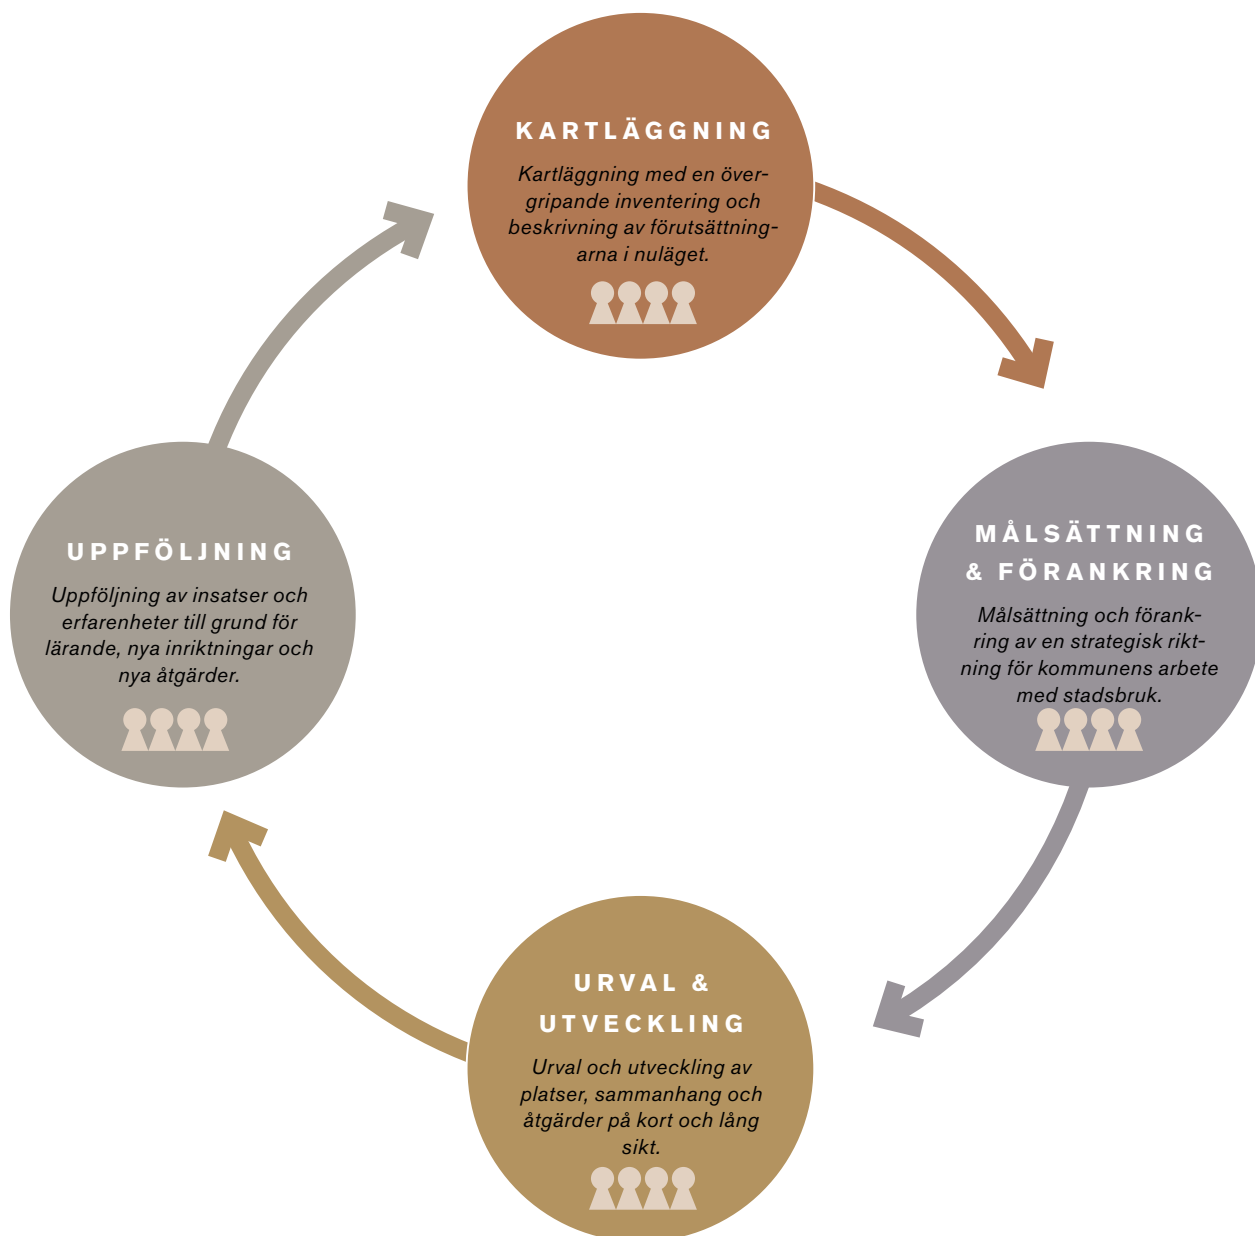 KARTLÄGGNING
Kartläggning med en över-
gripande inventering och
beskrivning av förutsättning-
arna i nuläget.
MÅLSÄTTNING
& FÖRANKRING
Målsättning och förank-
ring av en strategisk rikt-
ning för kommunens arbete
med stadsbruk.
URVAL &
UTVECKLING
Urval och utveckling av
platser, sammanhang och
åtgärder på kort och lång
sikt.
UPPFÖLJNING
Uppföljning av insatser och
erfarenheter till grund för
lärande, nya inriktningar och
nya åtgärder.